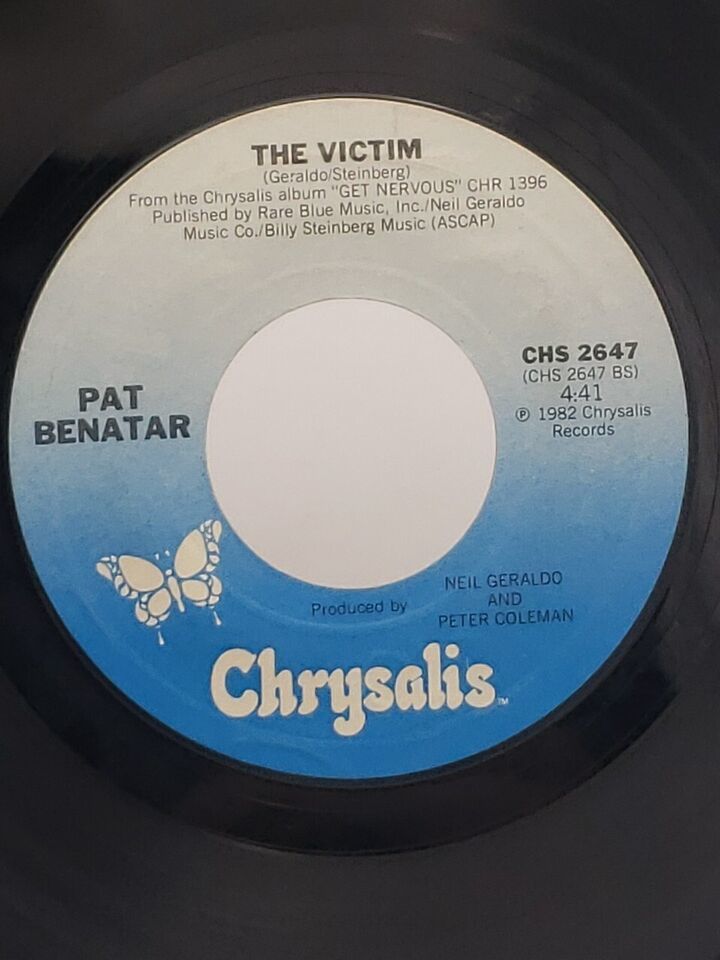 THE VICTIM
(Geraldo/Steinberg)
From the Chrysalis album "GET NERVOUS" CHR 1396
Published by Rare Blue Music, Inc./Neil Geraldo
Music Co./Billy Steinberg Music (ASCAP)
PAT
BENATAR
CHS 2647
(CHS 2647 BS)
4:41
℗ 1982 Chrysalis
Records
Produced by
NEIL GERALDO
AND
PETER COLEMAN
Chrysalis™